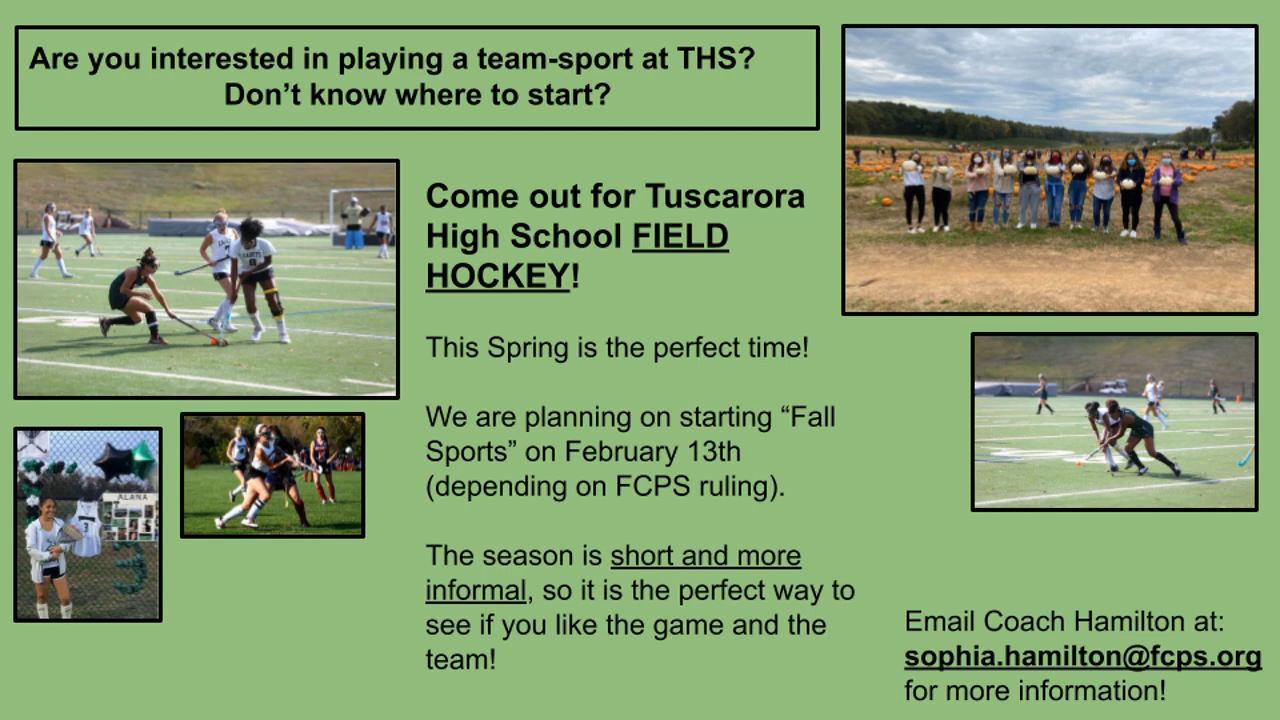 Are you interested in playing a team-sport at THS?
Don’t know where to start?
Come out for Tuscarora
High School FIELD
HOCKEY!
This Spring is the perfect time!
We are planning on starting “Fall
Sports” on February 13th
(depending on FCPS ruling).
The season is short and more
informal, so it is the perfect way to
see if you like the game and the
team!
ALANA
Email Coach Hamilton at:
sophia.hamilton@fcps.org
for more information!